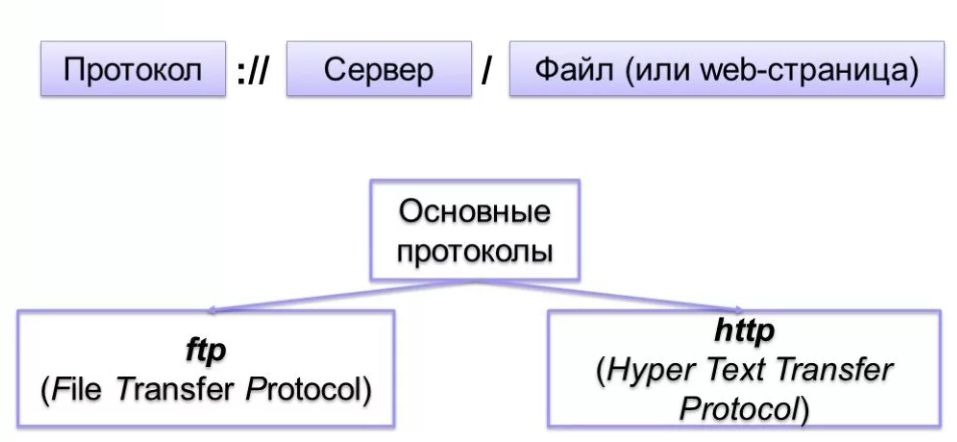 Протокол :// Сервер / Файл (или web-страница)
Основные
протоколы
ftp
(File Transfer Protocol)
http
(Hyper Text Transfer
Protocol)